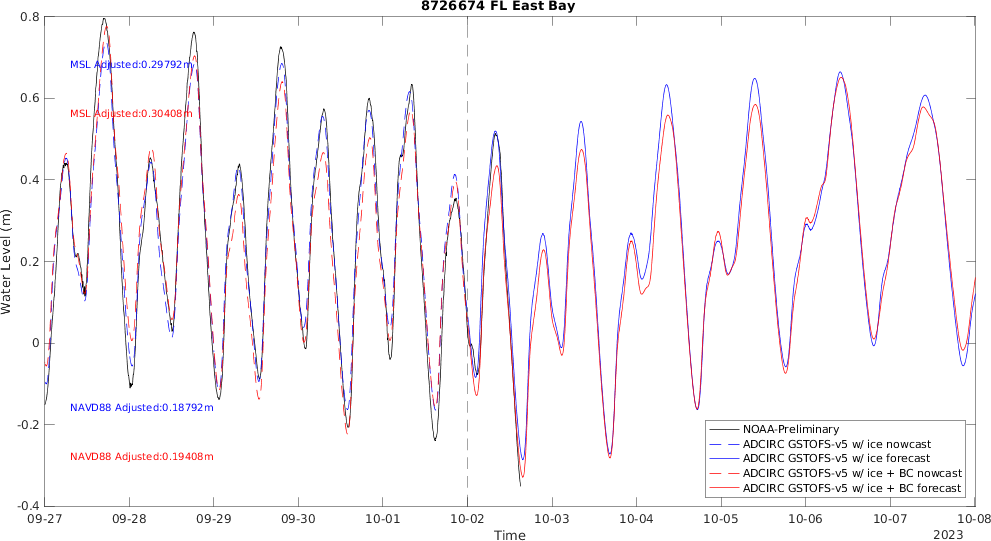 8726674 FL East Bay
Water Level (m)
0.8
0.6
0.4
0.2
0
-0.2
-0.4
MSL Adjusted:0.29792m
MSL Adjusted:0.30408m
NAVD88 Adjusted:0.18792m
NAVD88 Adjusted:0.19408m
NOAA-Preliminary
ADCIRC GSTOFS-v5 w/ ice nowcast
ADCIRC GSTOFS-v5 w/ ice forecast
ADCIRC GSTOFS-v5 w/ ice + BC nowcast
ADCIRC GSTOFS-v5 w/ ice + BC forecast
09-27 09-28 09-29 09-30 10-01 10-02 10-03 10-04 10-05 10-06 10-07 10-08
Time
2023